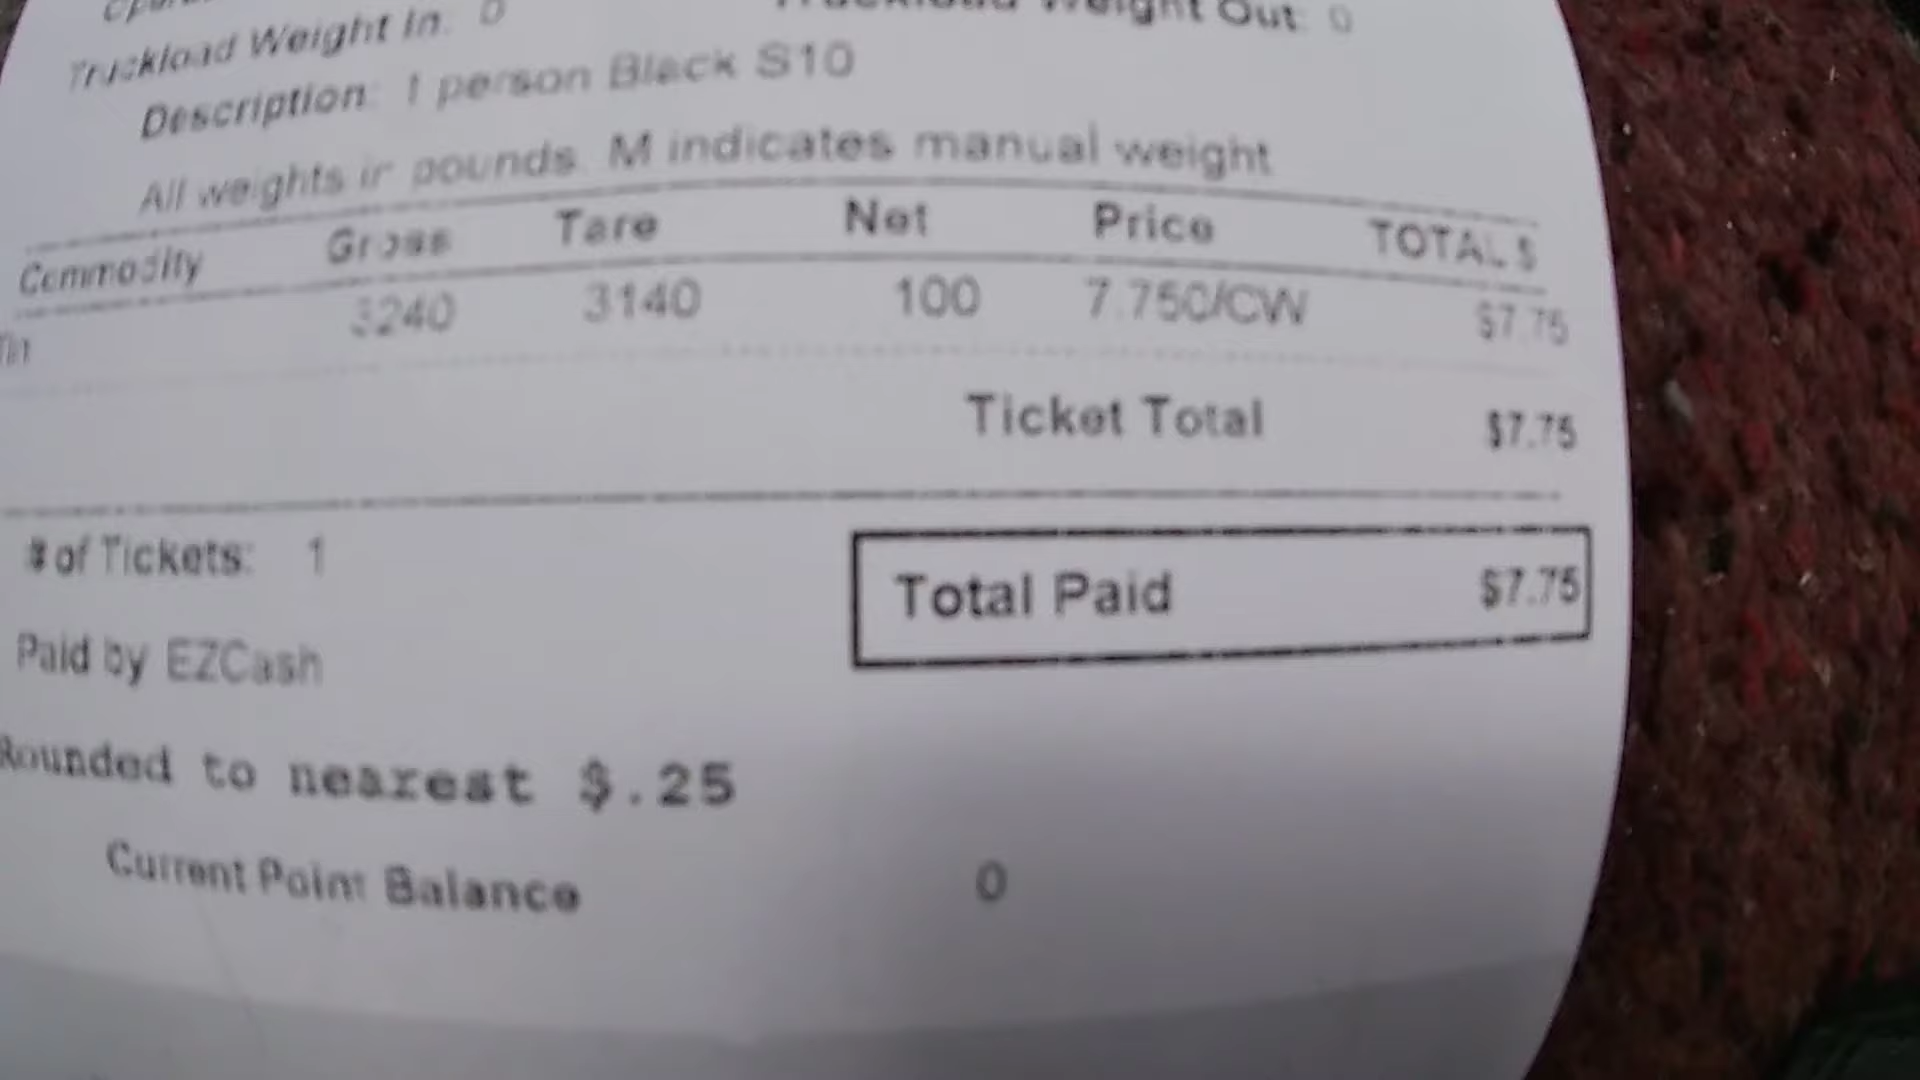 Truckload Weight In: 0 Truckload Weight Out: 0
Description: 1 person Black S10
All weights in pounds. M indicates manual weight
Commodity Gross Tare Net Price TOTALS
Tin 3240 3140 100 7.750/CW $7.75
Ticket Total $7.75
# of Tickets: 1
Total Paid $7.75
Paid by EZCash
Rounded to nearest $.25
Current Point Balance 0